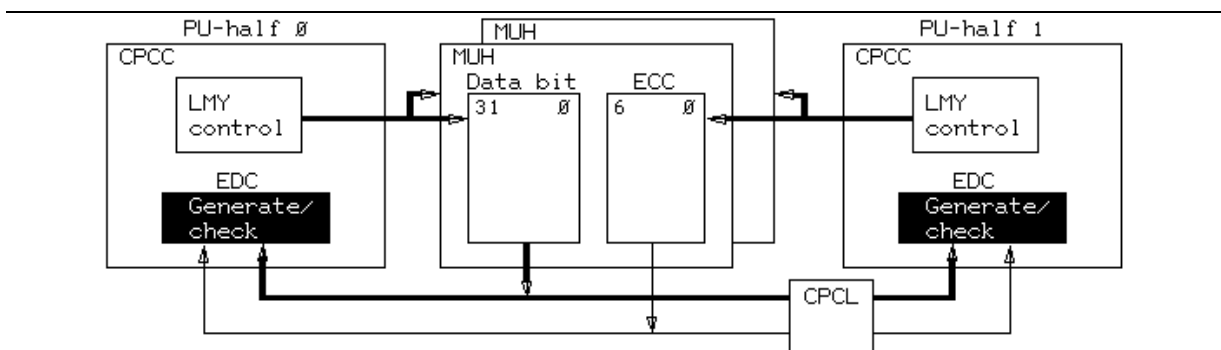 PU-half Ø
MUH
PU-half 1
CPCC
MUH
CPCC
Data bit
ECC
LMY
control
31 Ø
6 Ø
LMY
control
EDC
Generate/
check
EDC
Generate/
check
CPCL